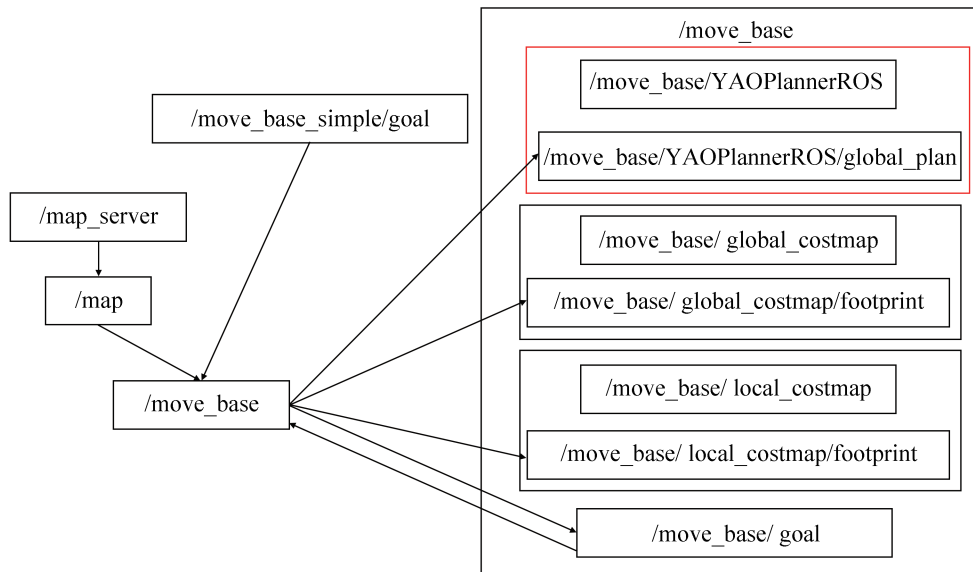 /move_base
/move_base/YAOPlannerROS
/move_base_simple/goal
/move_base/YAOPlannerROS/global_plan
/map_server
/move_base/ global_costmap
/map
/move_base/ global_costmap/footprint
/move_base
/move_base/ local_costmap
/move_base/ local_costmap/footprint
/move_base/ goal